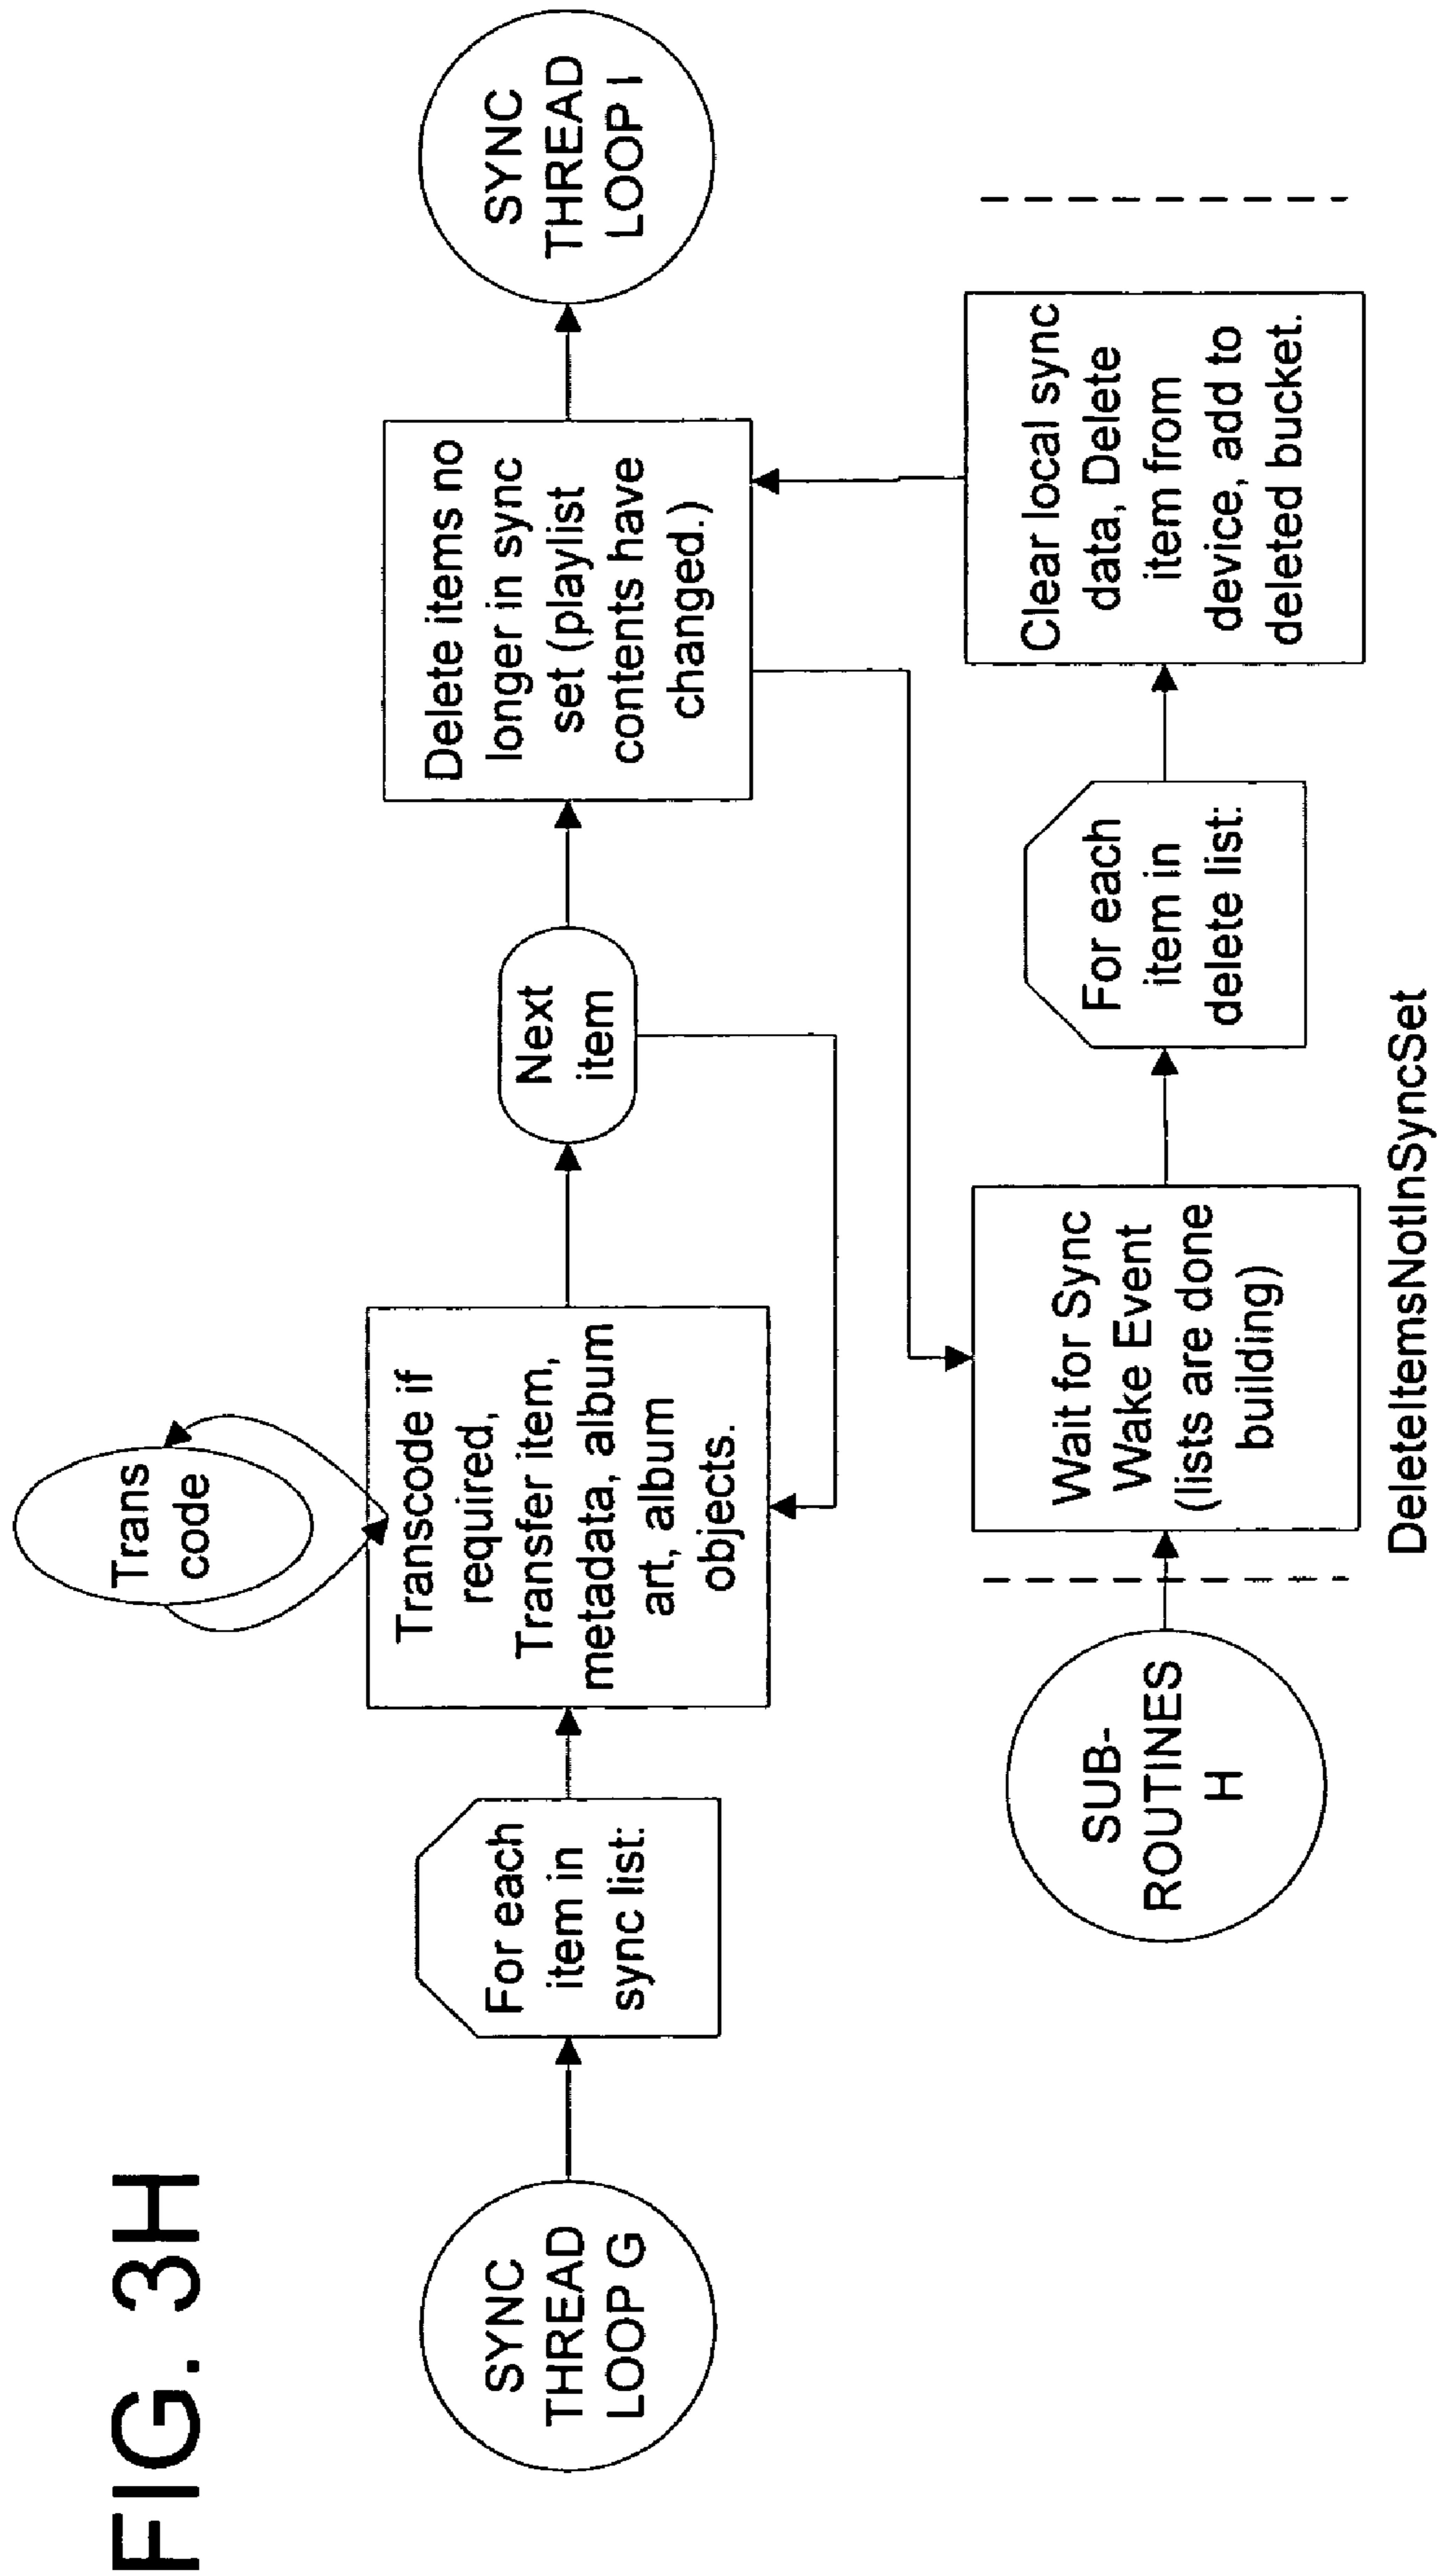 FIG. 3H
SYNC
THREAD
LOOP G
For each
item in
sync list:
Trans
code
Transcode if
required,
Transfer item,
metadata, album
art, album
objects.
Next
item
Delete items no
longer in sync
set (playlist
contents have
changed.)
SYNC
THREAD
LOOP I
SUB-
ROUTINES
H
Wait for Sync
Wake Event
(lists are done
building)
For each
item in
delete list:
Clear local sync
data, Delete
item from
device, add to
deleted bucket.
DeleteItemsNotInSyncSet